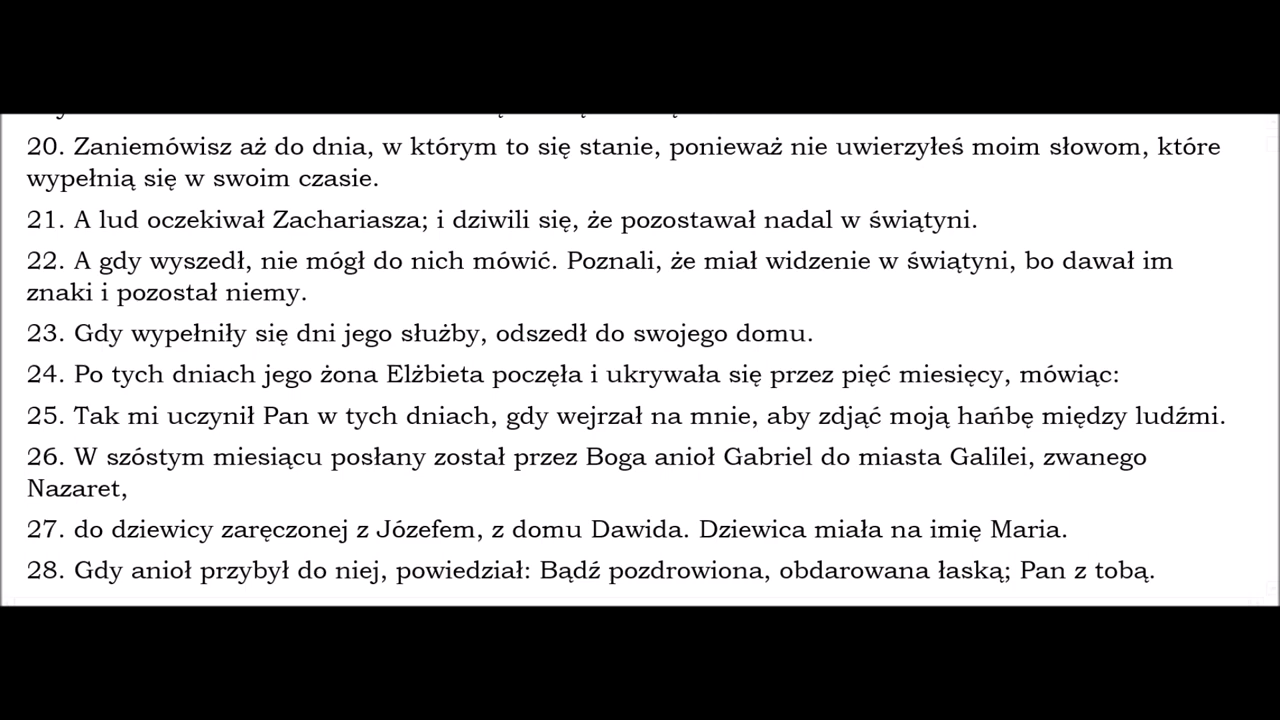 20. Zaniemówisz aż do dnia, w którym to się stanie, ponieważ nie uwierzyłeś moim słowom, które
wypełnią się w swoim czasie.
21. A lud oczekiwał Zachariasza; i dziwili się, że pozostawał nadal w świątyni.
22. A gdy wyszedł, nie mógł do nich mówić. Poznali, że miał widzenie w świątyni, bo dawał im
znaki i pozostał niemy.
23. Gdy wypełniły się dni jego służby, odszedł do swojego domu.
24. Po tych dniach jego żona Elżbieta poczęła i ukrywała się przez pięć miesięcy, mówiąc:
25. Tak mi uczynił Pan w tych dniach, gdy wejrzał na mnie, aby zdjąć moją hańbę między ludźmi.
26. W szóstym miesiącu posłany został przez Boga anioł Gabriel do miasta Galilei, zwanego
Nazaret,
27. do dziewicy zaręczonej z Józefem, z domu Dawida. Dziewica miała na imię Maria.
28. Gdy anioł przybył do niej, powiedział: Bądź pozdrowiona, obdarowana łaską; Pan z tobą.